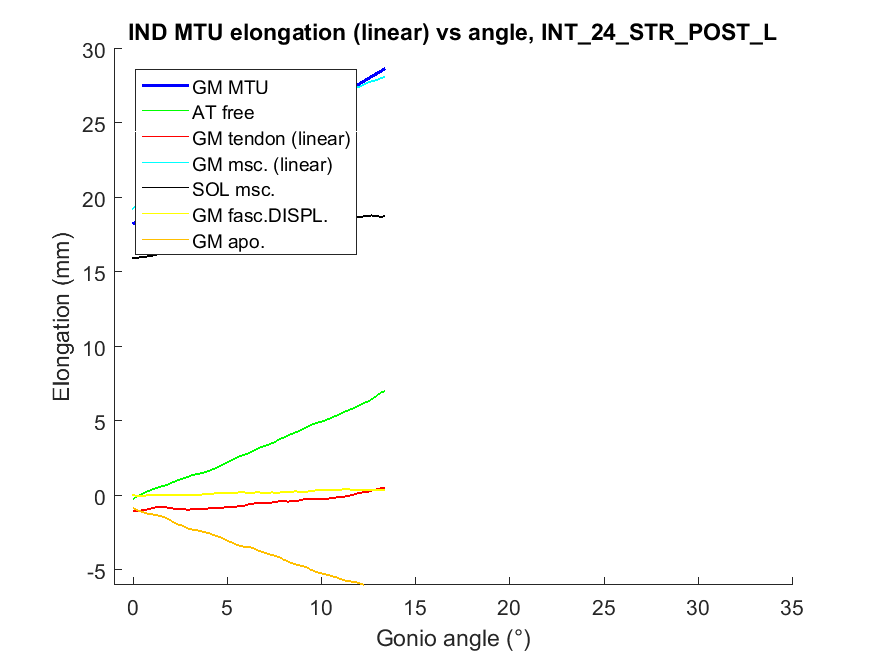 IND MTU elongation (linear) vs angle, INT_24_STR_POST_L
30
GM MTU
AT free
25
GM tendon (linear)
GM msc. (linear)
SOL msc.
20
GM fasc.DISPL.
GM apo.
15
10
5
0
-5
Elongation (mm)
0 5 10 15 20 25 30 35
Gonio angle (°)